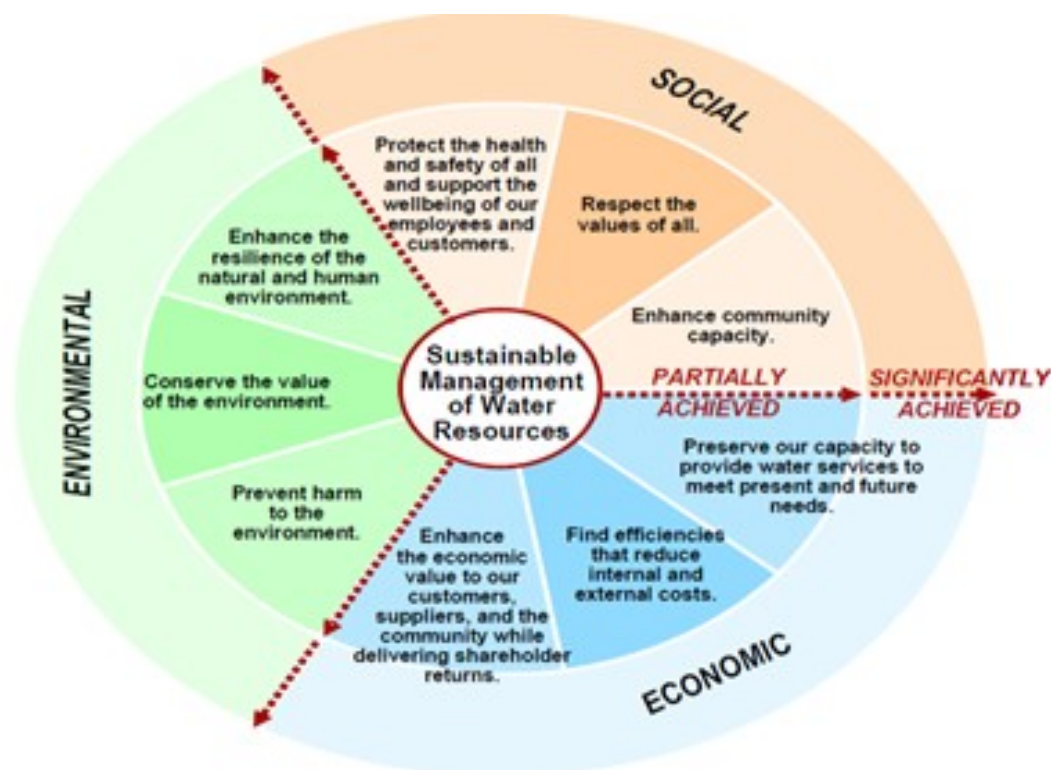 SOCIAL
Protect the health
and safety of all
and support the
wellbeing of our
employees and
customers.
Respect the
values of all.
Enhance community
capacity.
Enhance the
resilience of the
natural and human
environment.
ENVIRONMENTAL
Conserve the value
of the environment.
Prevent harm
to the
environment.
Sustainable
Management
of Water
Resources
PARTIALLY
ACHIEVED
SIGNIFICANTLY
ACHIEVED
Preserve our capacity to
provide water services to
meet present and future
needs.
Find efficiencies
that reduce
internal and
external costs.
Enhance
the economic
value to our
customers,
suppliers, and the
community while
delivering shareholder
returns.
ECONOMIC